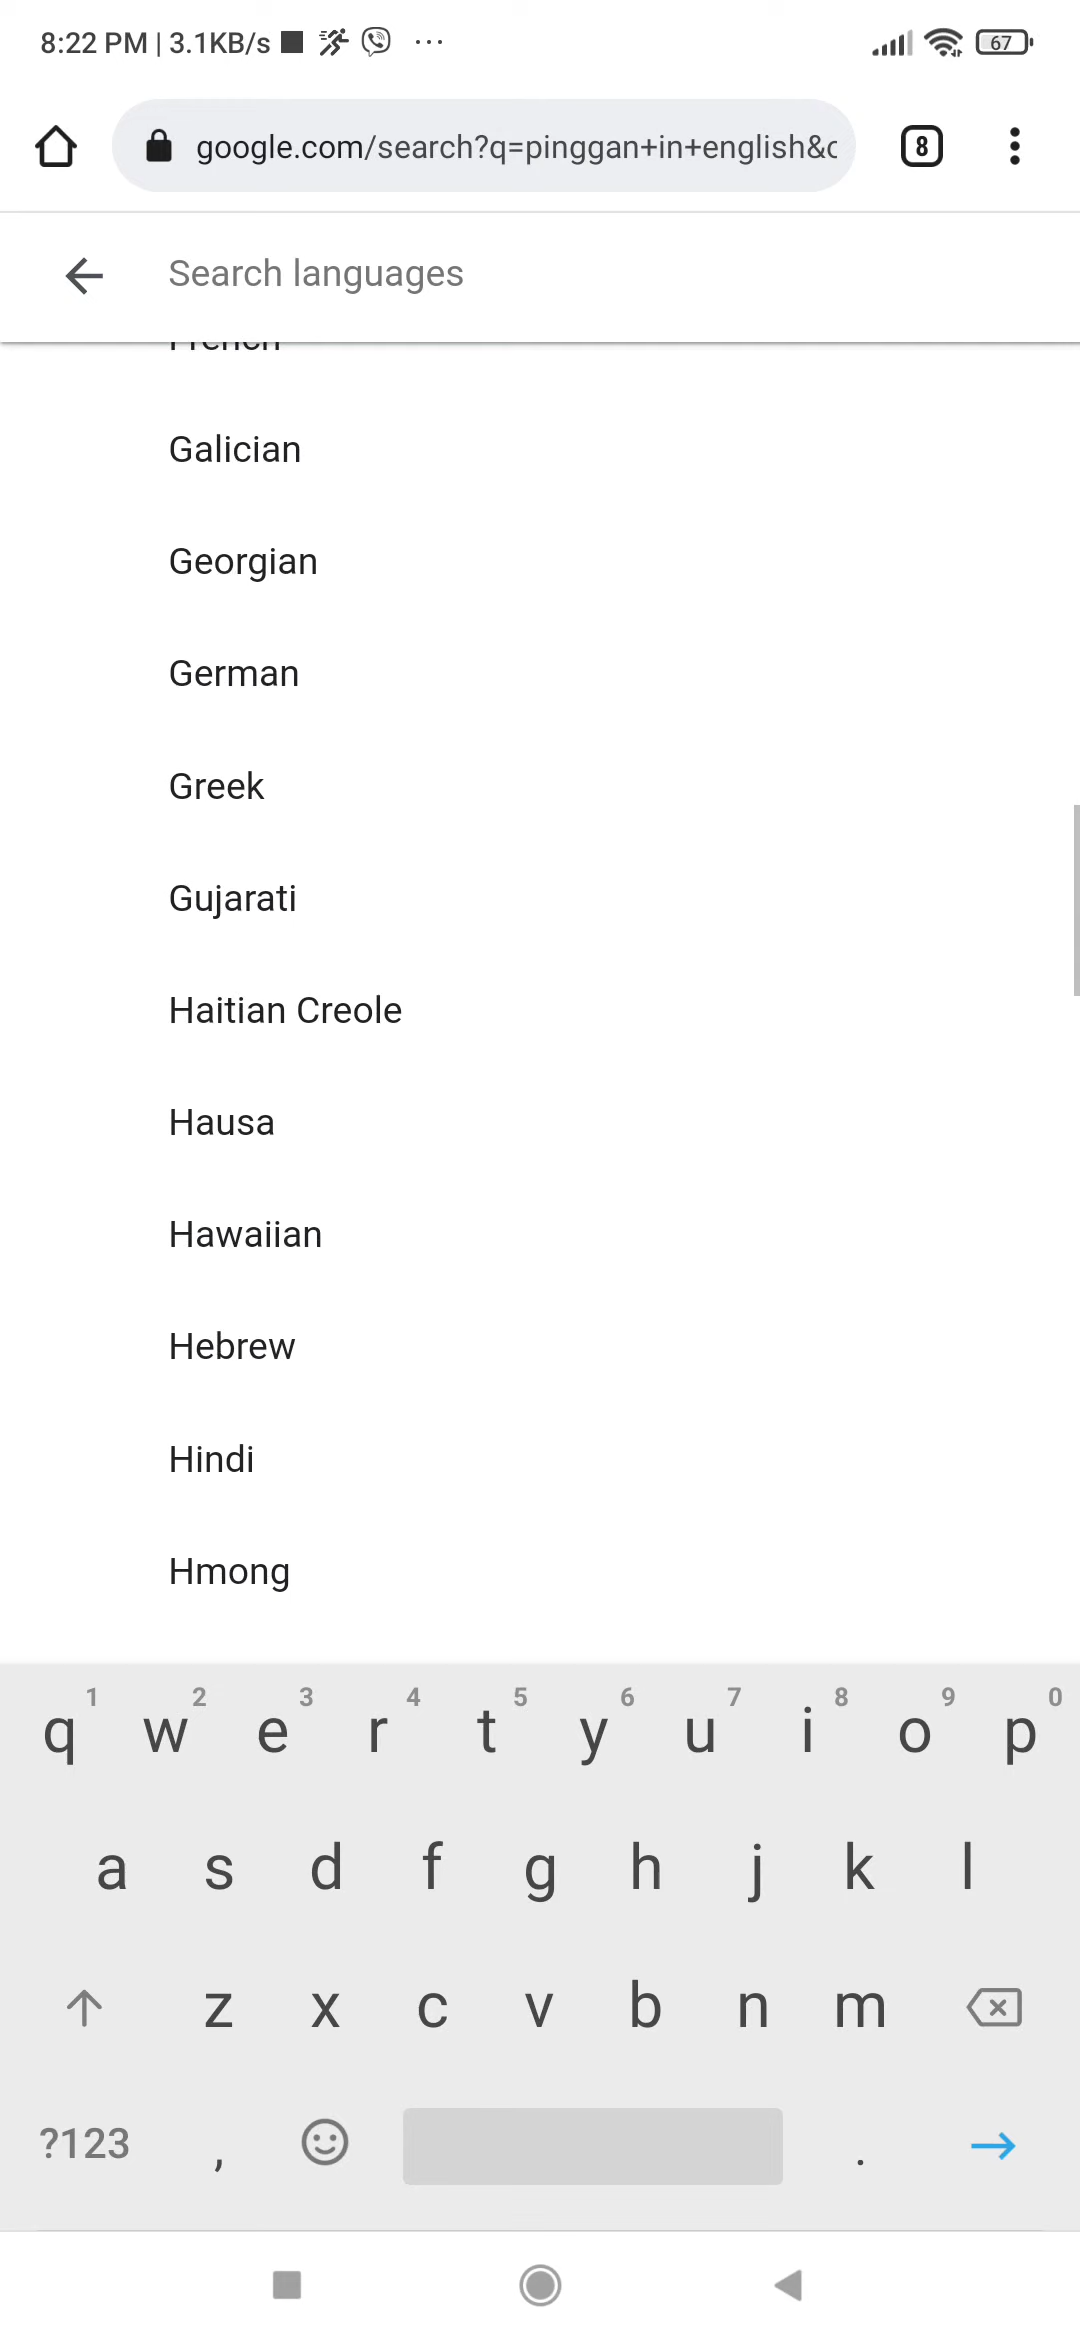 8:22 PM | 3.1KB/s ... 67
google.com/search?q=pinggan+in+english&c 8
Search languages
French
Galician
Georgian
German
Greek
Gujarati
Haitian Creole
Hausa
Hawaiian
Hebrew
Hindi
Hmong
1 2 3 4 5 6 7 8 9 0
q w e r t y u i o p
a s d f g h j k l
z x c v b n m
?123 , .